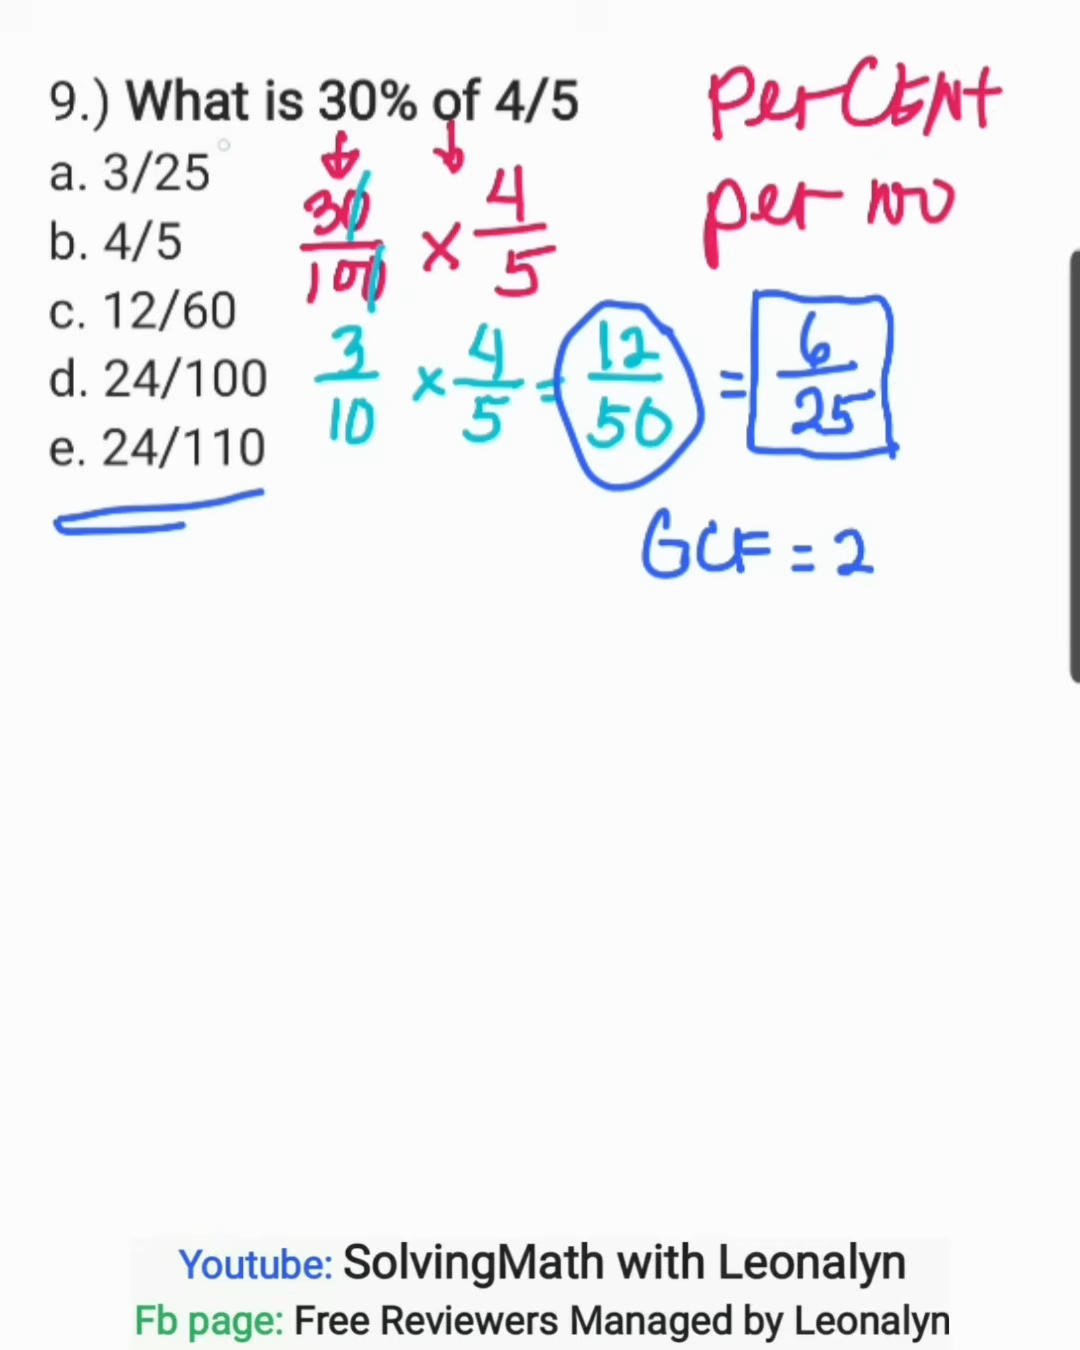 9.) What is 30% of 4/5
a. 3/25
b. 4/5
c. 12/60
d. 24/100
e. 24/110
30/100 × 4/5
3/10 × 4/5 = 12/50 = 6/25
GCF = 2
PerCENt
per 100
Youtube: SolvingMath with Leonalyn
Fb page: Free Reviewers Managed by Leonalyn